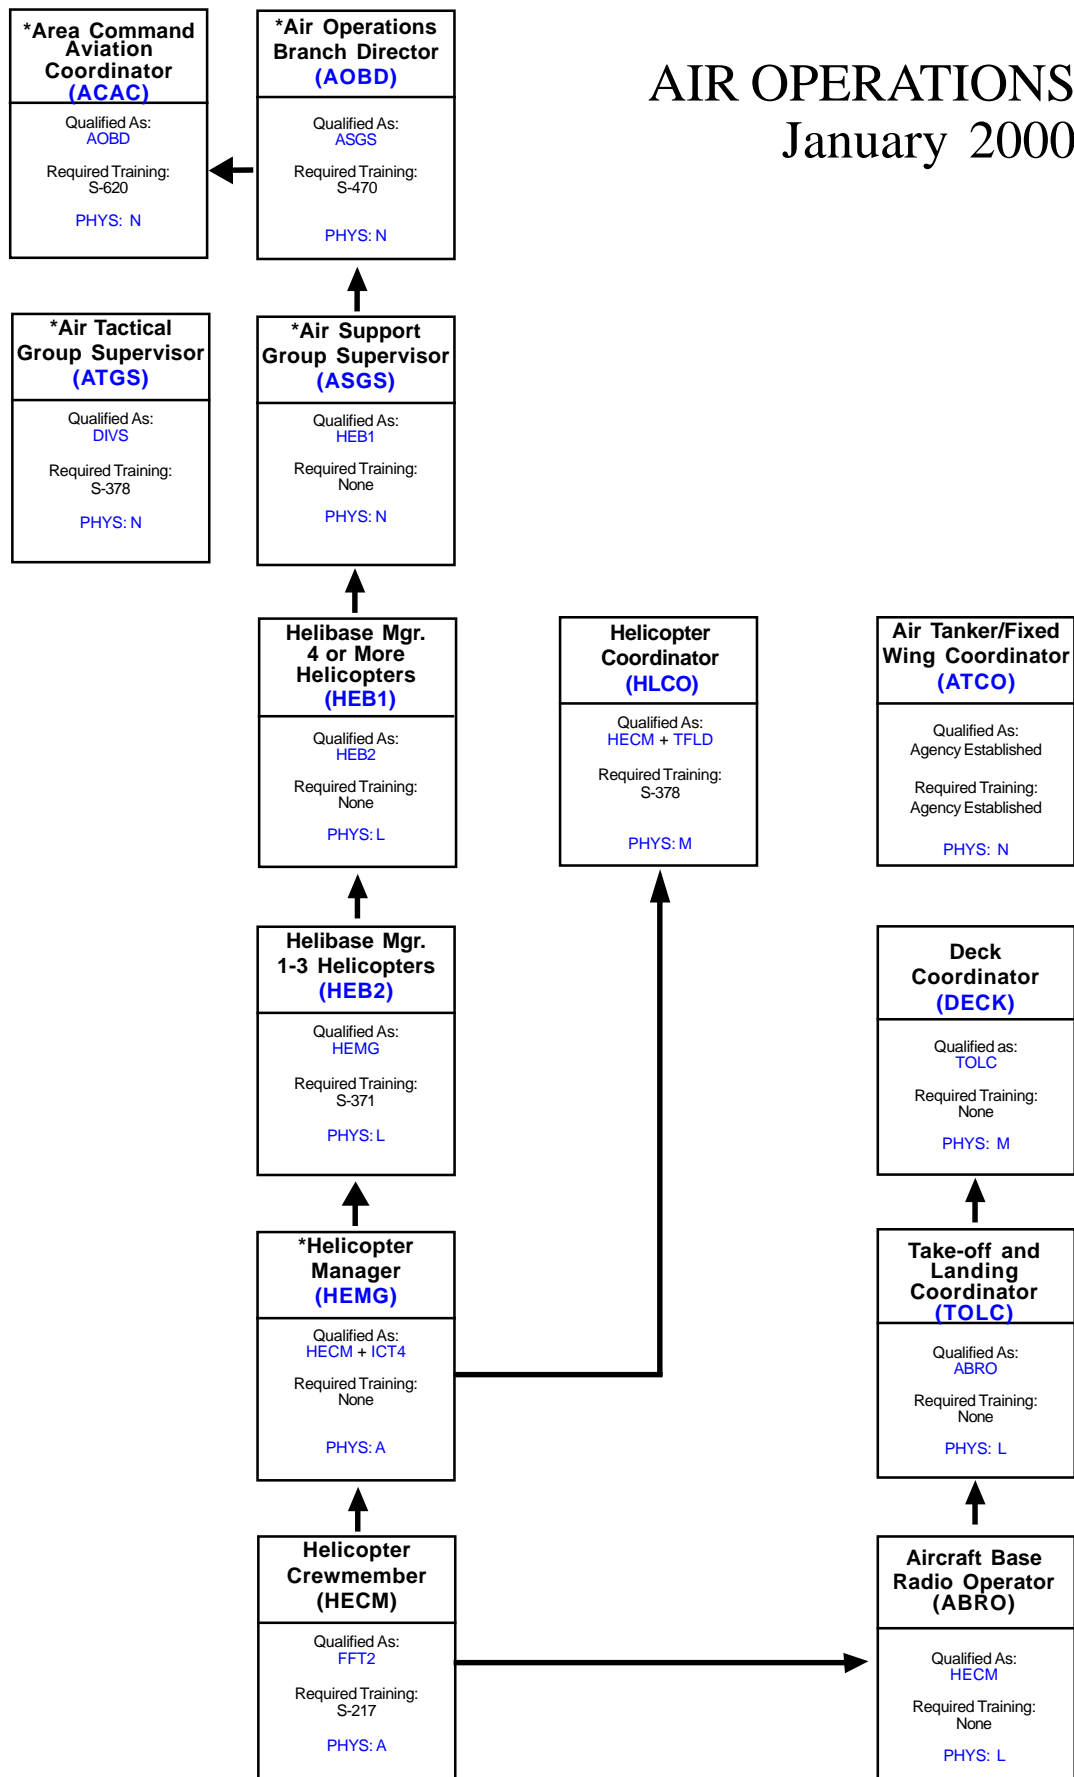 AIR OPERATIONS
January 2000
*Area Command
Aviation
Coordinator
(ACAC)
Qualified As:
AOBD
Required Training:
S-620
PHYS: N
*Air Operations
Branch Director
(AOBD)
Qualified As:
ASGS
Required Training:
S-470
PHYS: N
*Air Tactical
Group Supervisor
(ATGS)
Qualified As:
DIVS
Required Training:
S-378
PHYS: N
*Air Support
Group Supervisor
(ASGS)
Qualified As:
HEB1
Required Training:
None
PHYS: N
Helibase Mgr.
4 or More
Helicopters
(HEB1)
Qualified As:
HEB2
Required Training:
None
PHYS: L
Helicopter
Coordinator
(HLCO)
Qualified As:
HECM + TFLD
Required Training:
S-378
PHYS: M
Air Tanker/Fixed
Wing Coordinator
(ATCO)
Qualified As:
Agency Established
Required Training:
Agency Established
PHYS: N
Helibase Mgr.
1-3 Helicopters
(HEB2)
Qualified As:
HEMG
Required Training:
S-371
PHYS: L
Deck
Coordinator
(DECK)
Qualified as:
TOLC
Required Training:
None
PHYS: M
*Helicopter
Manager
(HEMG)
Qualified As:
HECM + ICT4
Required Training:
None
PHYS: A
Take-off and
Landing
Coordinator
(TOLC)
Qualified As:
ABRO
Required Training:
None
PHYS: L
Helicopter
Crewmember
(HECM)
Qualified As:
FFT2
Required Training:
S-217
PHYS: A
Aircraft Base
Radio Operator
(ABRO)
Qualified As:
HECM
Required Training:
None
PHYS: L